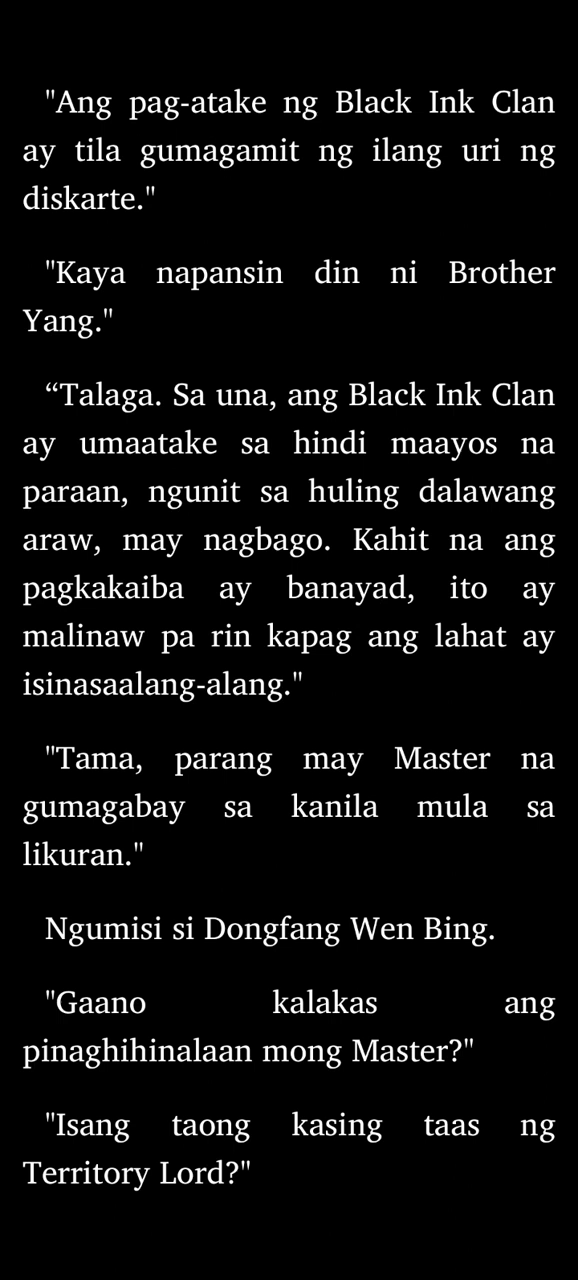 "Ang pag-atake ng Black Ink Clan
ay tila gumagamit ng ilang uri ng
diskarte."
"Kaya napansin din ni Brother
Yang."
“Talaga. Sa una, ang Black Ink Clan
ay umaatake sa hindi maayos na
paraan, ngunit sa huling dalawang
araw, may nagbago. Kahit na ang
pagkakaiba ay banayad, ito ay
malinaw pa rin kapag ang lahat ay
isinasaalang-alang."
"Tama, parang may Master na
gumagabay sa kanila mula sa
likuran."
Ngumisi si Dongfang Wen Bing.
"Gaano kalakas ang
pinaghihinalaan mong Master?"
"Isang taong kasing taas ng
Territory Lord?"